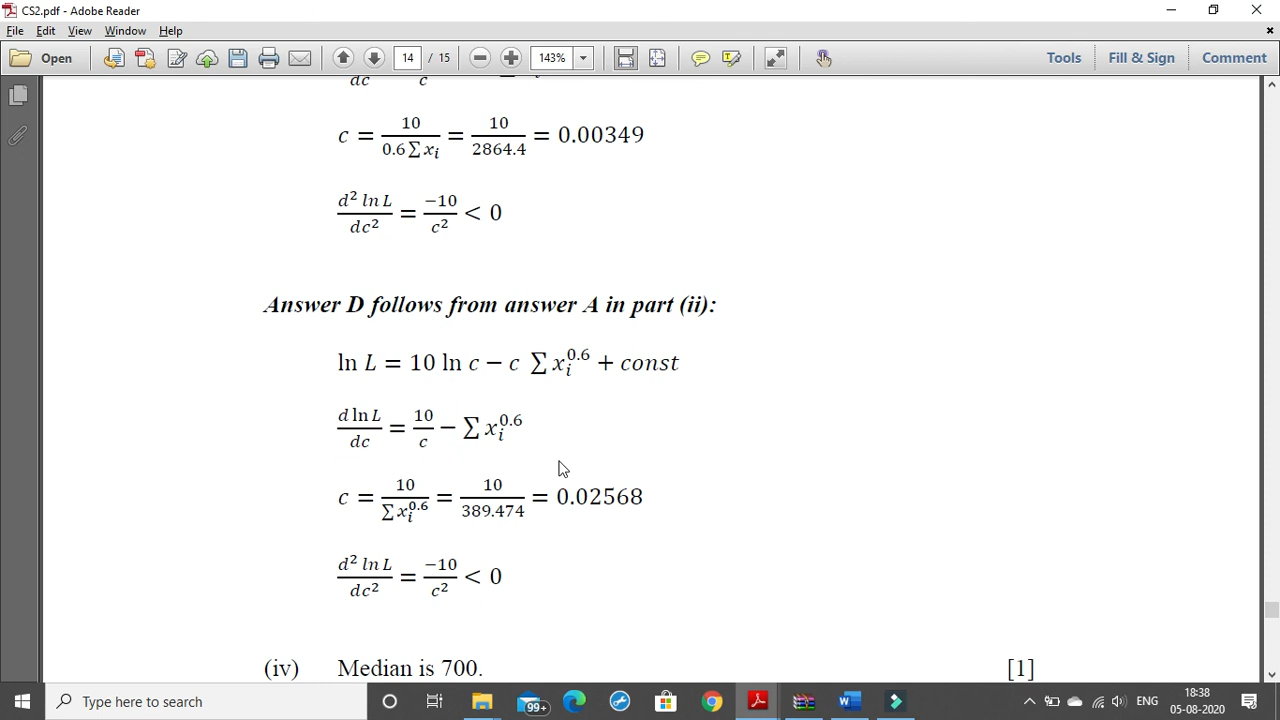 CS2.pdf - Adobe Reader
File Edit View Window Help
Open 14 / 15 143% Tools Fill & Sign Comment
dc c
c = 10 / 0.6 ∑ xᵢ = 10 / 2864.4 = 0.00349
d² ln L / dc² = −10 / c² < 0
Answer D follows from answer A in part (ii):
ln L = 10 ln c − c ∑ xᵢ^0.6 + const
d ln L / dc = 10 / c − ∑ xᵢ^0.6
c = 10 / ∑ xᵢ^0.6 = 10 / 389.474 = 0.02568
d² ln L / dc² = −10 / c² < 0
(iv) Median is 700. [1]
Type here to search 99+ ENG 18:38
05-08-2020